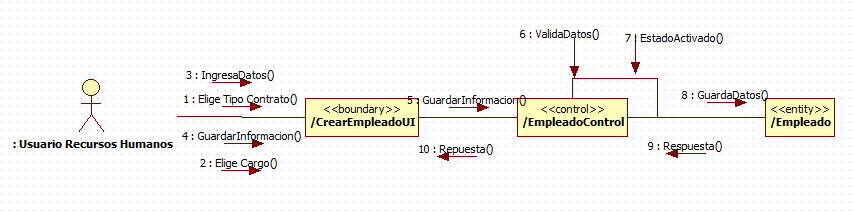 6 : ValidaDatos()
7 : EstadoActivado()
3 : IngresaDatos()
1 : Elige Tipo Contrato()
5 : GuardarInformacion()
8 : GuardaDatos()
<<boundary>>
/CrearEmpleadoUI
<<control>>
/EmpleadoControl
<<entity>>
/Empleado
4 : GuardarInformacion()
: Usuario Recursos Humanos
10 : Repuesta()
9 : Respuesta()
2 : Elige Cargo()